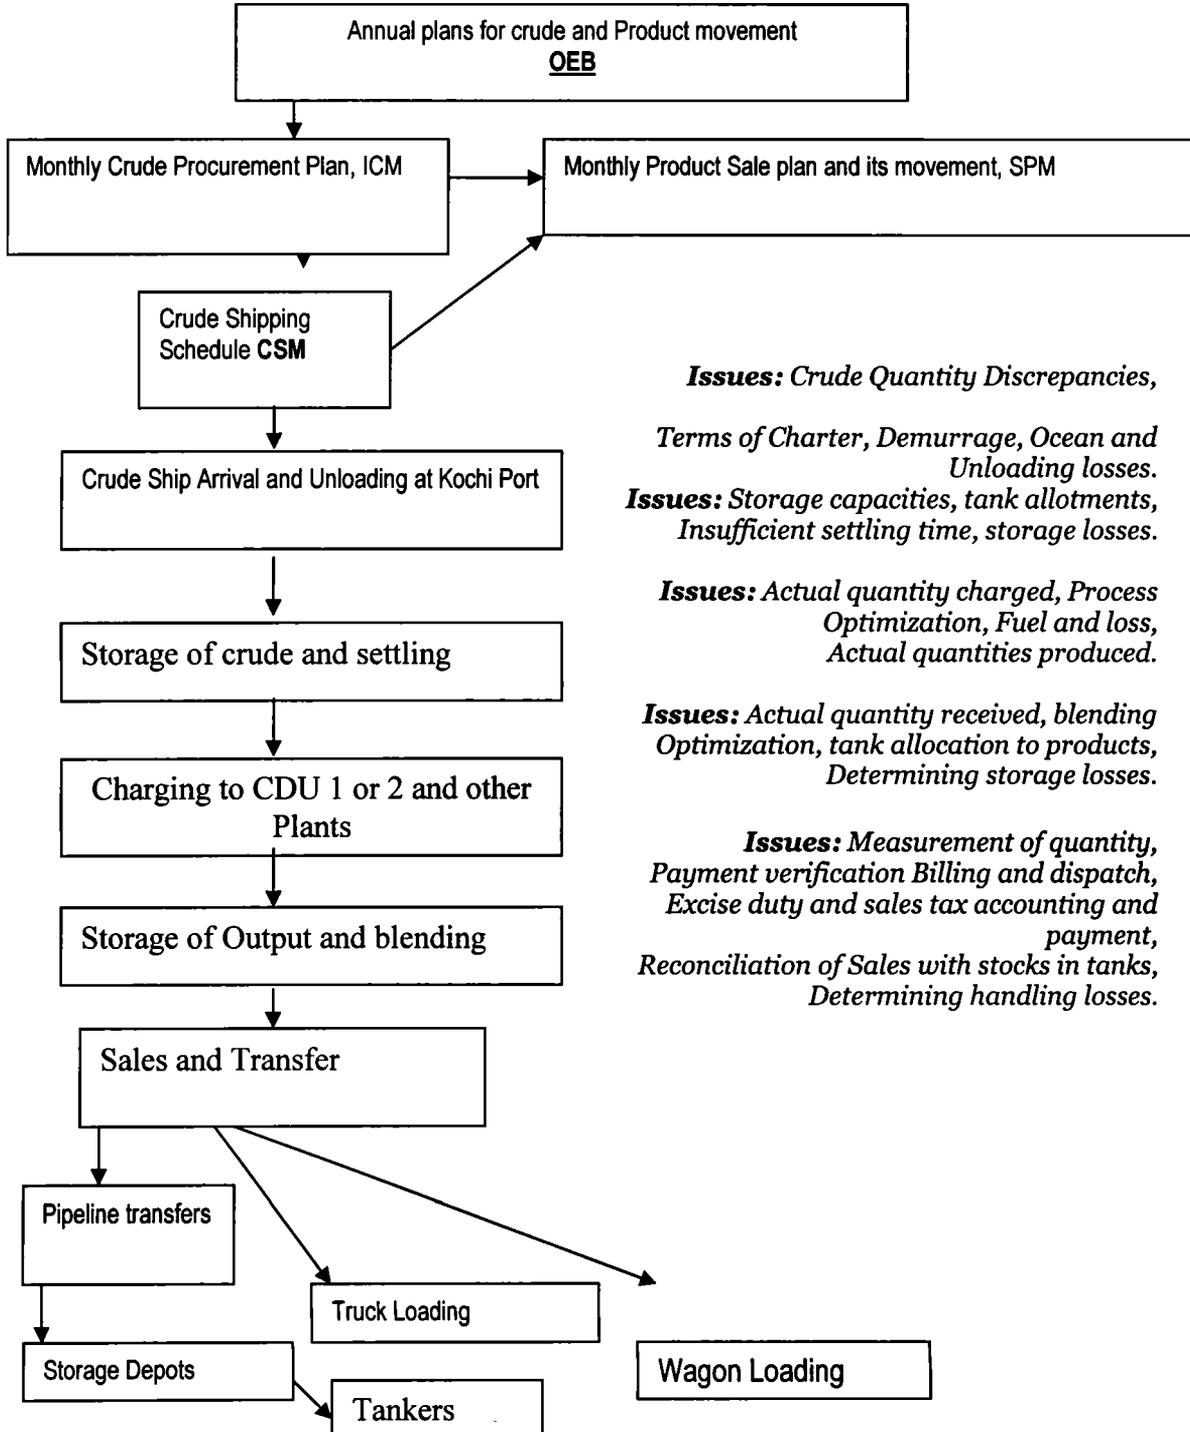 Annual plans for crude and Product movement
OEB
Monthly Crude Procurement Plan, ICM
Monthly Product Sale plan and its movement, SPM
Crude Shipping
Schedule CSM
Issues: Crude Quantity Discrepancies,
Terms of Charter, Demurrage, Ocean and
Unloading losses.
Crude Ship Arrival and Unloading at Kochi Port
Issues: Storage capacities, tank allotments,
Insufficient settling time, storage losses.
Issues: Actual quantity charged, Process
Optimization, Fuel and loss,
Actual quantities produced.
Storage of crude and settling
Issues: Actual quantity received, blending
Optimization, tank allocation to products,
Determining storage losses.
Charging to CDU 1 or 2 and other
Plants
Issues: Measurement of quantity,
Payment verification Billing and dispatch,
Excise duty and sales tax accounting and
payment,
Reconciliation of Sales with stocks in tanks,
Determining handling losses.
Storage of Output and blending
Sales and Transfer
Pipeline transfers
Truck Loading
Storage Depots
Wagon Loading
Tankers